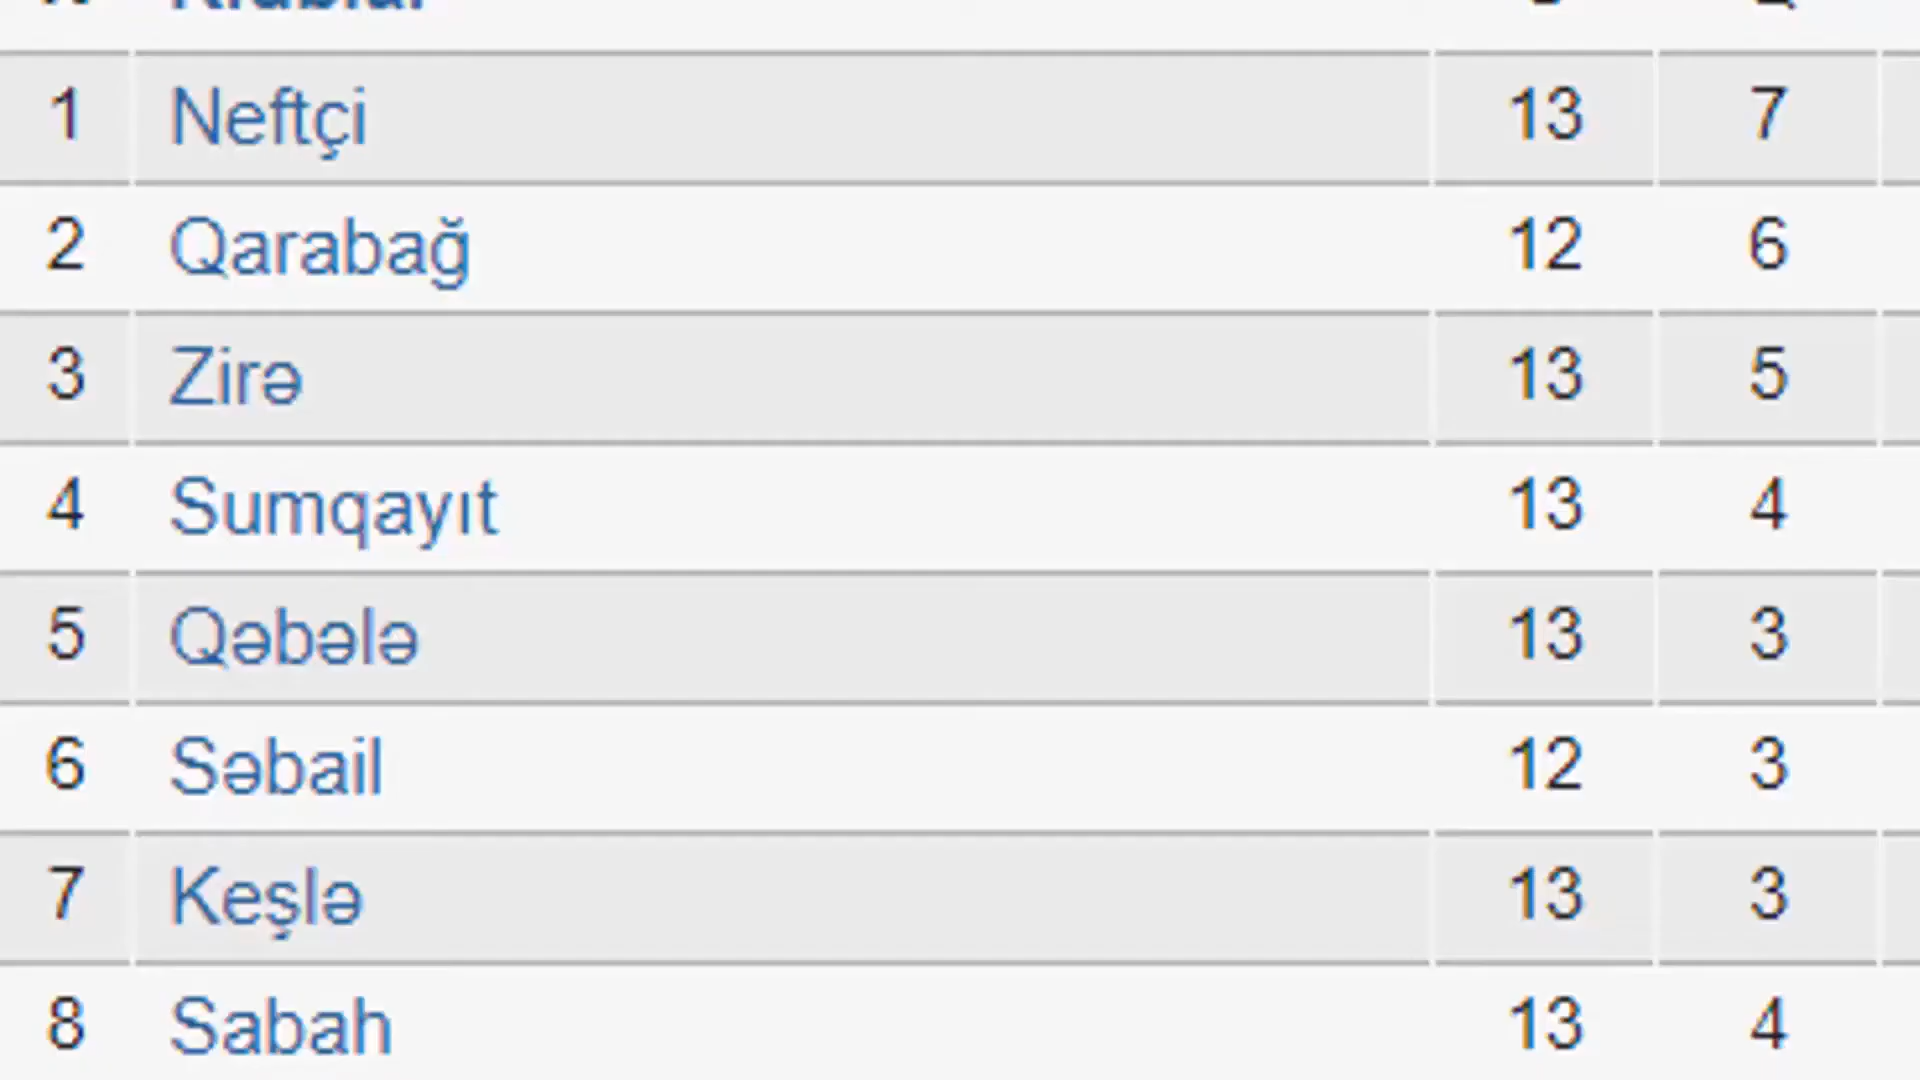 Klublar
1 Neftçi 13 7
2 Qarabağ 12 6
3 Zirə 13 5
4 Sumqayıt 13 4
5 Qəbələ 13 3
6 Səbail 12 3
7 Keşlə 13 3
8 Sabah 13 4